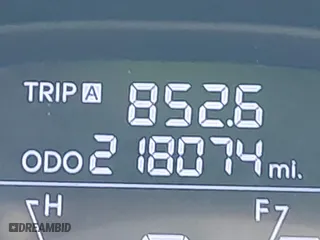 TRIP A 852.6
ODO 218074 mi.
H F
©DREAMBID